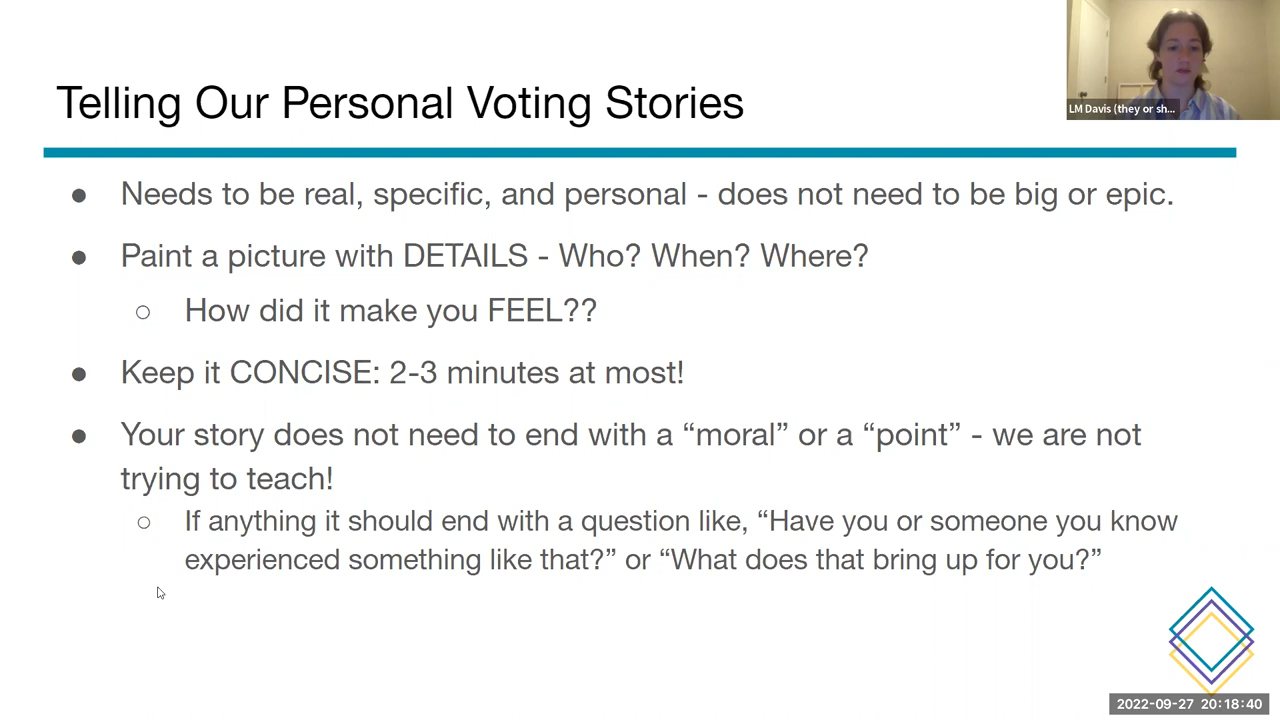 Telling Our Personal Voting Stories
LM Davis (they or sh...
● Needs to be real, specific, and personal - does not need to be big or epic.
● Paint a picture with DETAILS - Who? When? Where?
○ How did it make you FEEL??
● Keep it CONCISE: 2-3 minutes at most!
● Your story does not need to end with a “moral” or a “point” - we are not
trying to teach!
○ If anything it should end with a question like, “Have you or someone you know
experienced something like that?” or “What does that bring up for you?”
2022-09-27 20:18:40